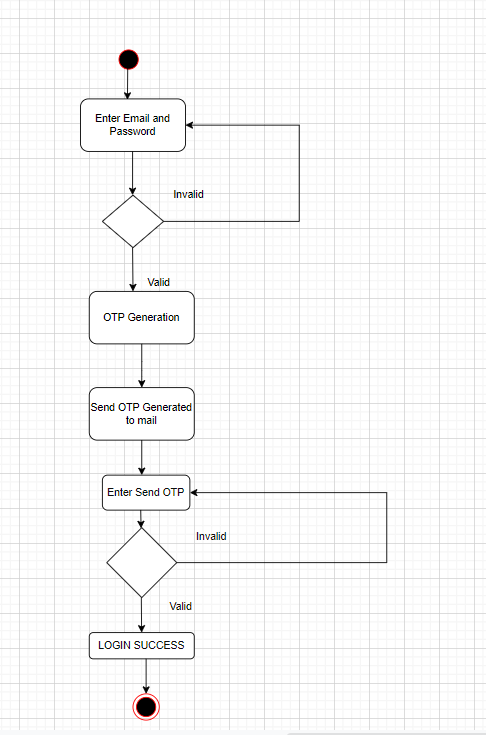 Enter Email and
Password
Invalid
Valid
OTP Generation
Send OTP Generated
to mail
Enter Send OTP
Invalid
Valid
LOGIN SUCCESS